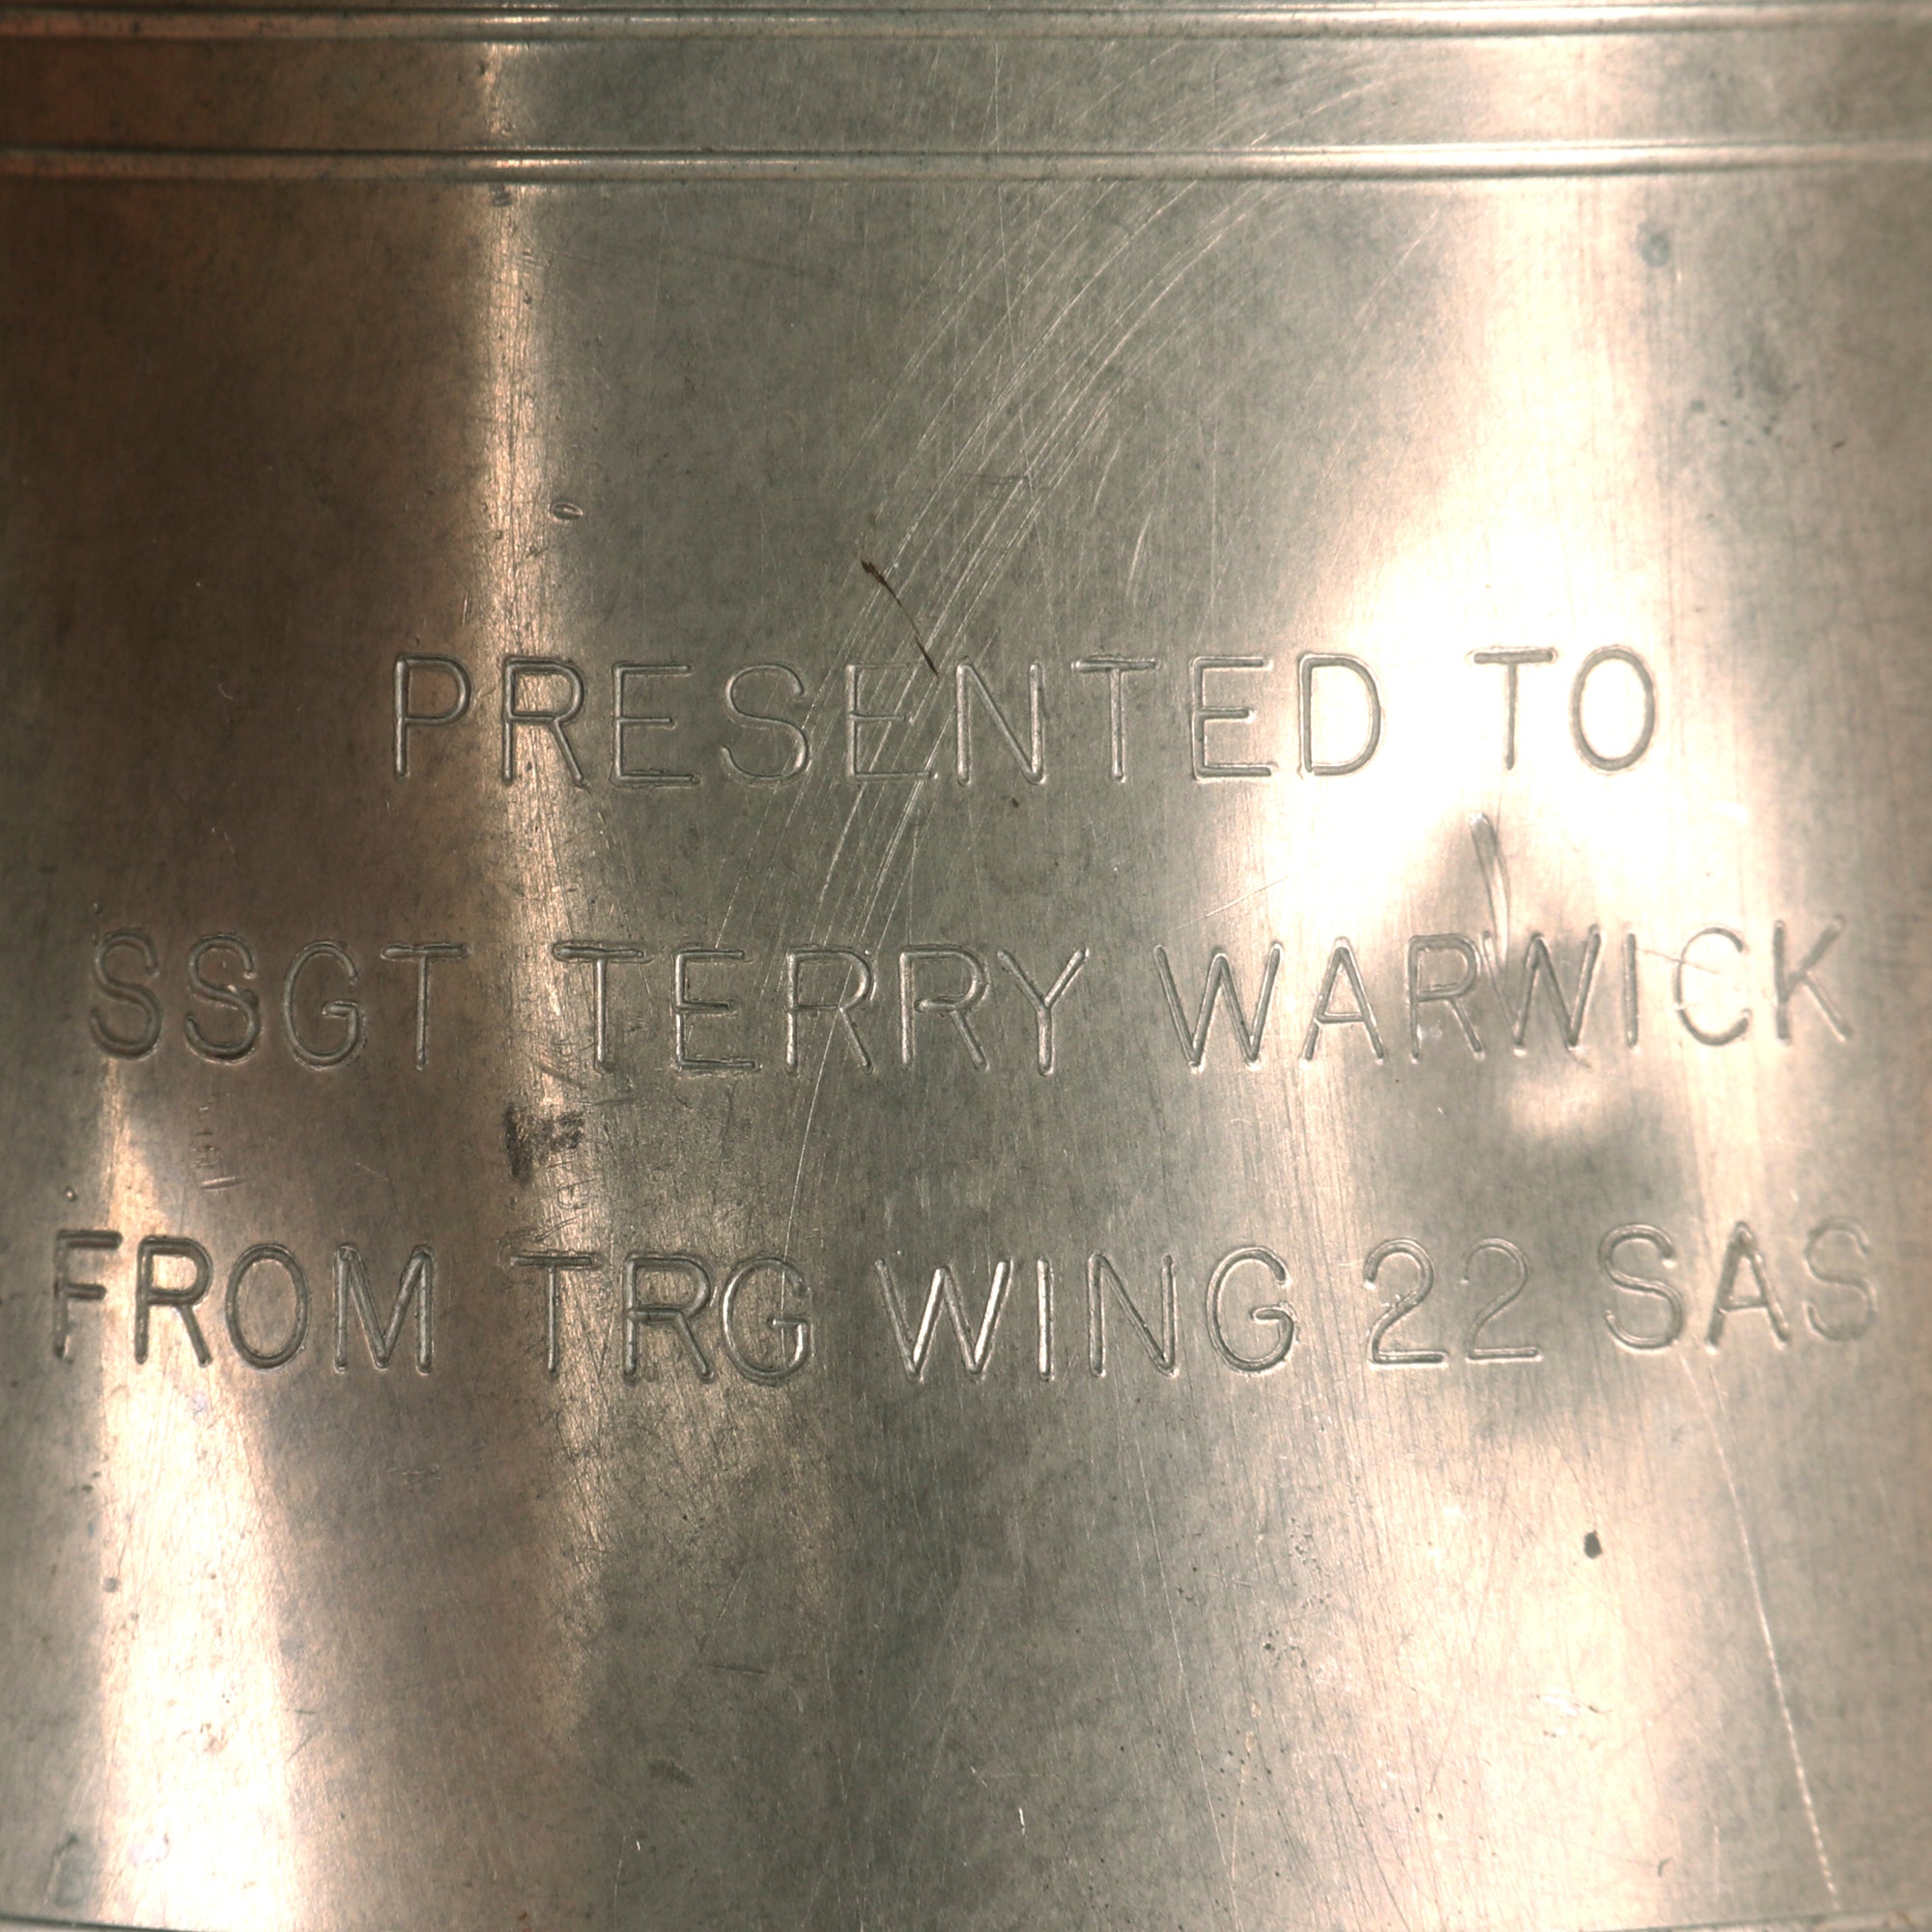 PRESENTED TO
SSGT TERRY WARWICK
FROM TRG WING 22 SAS